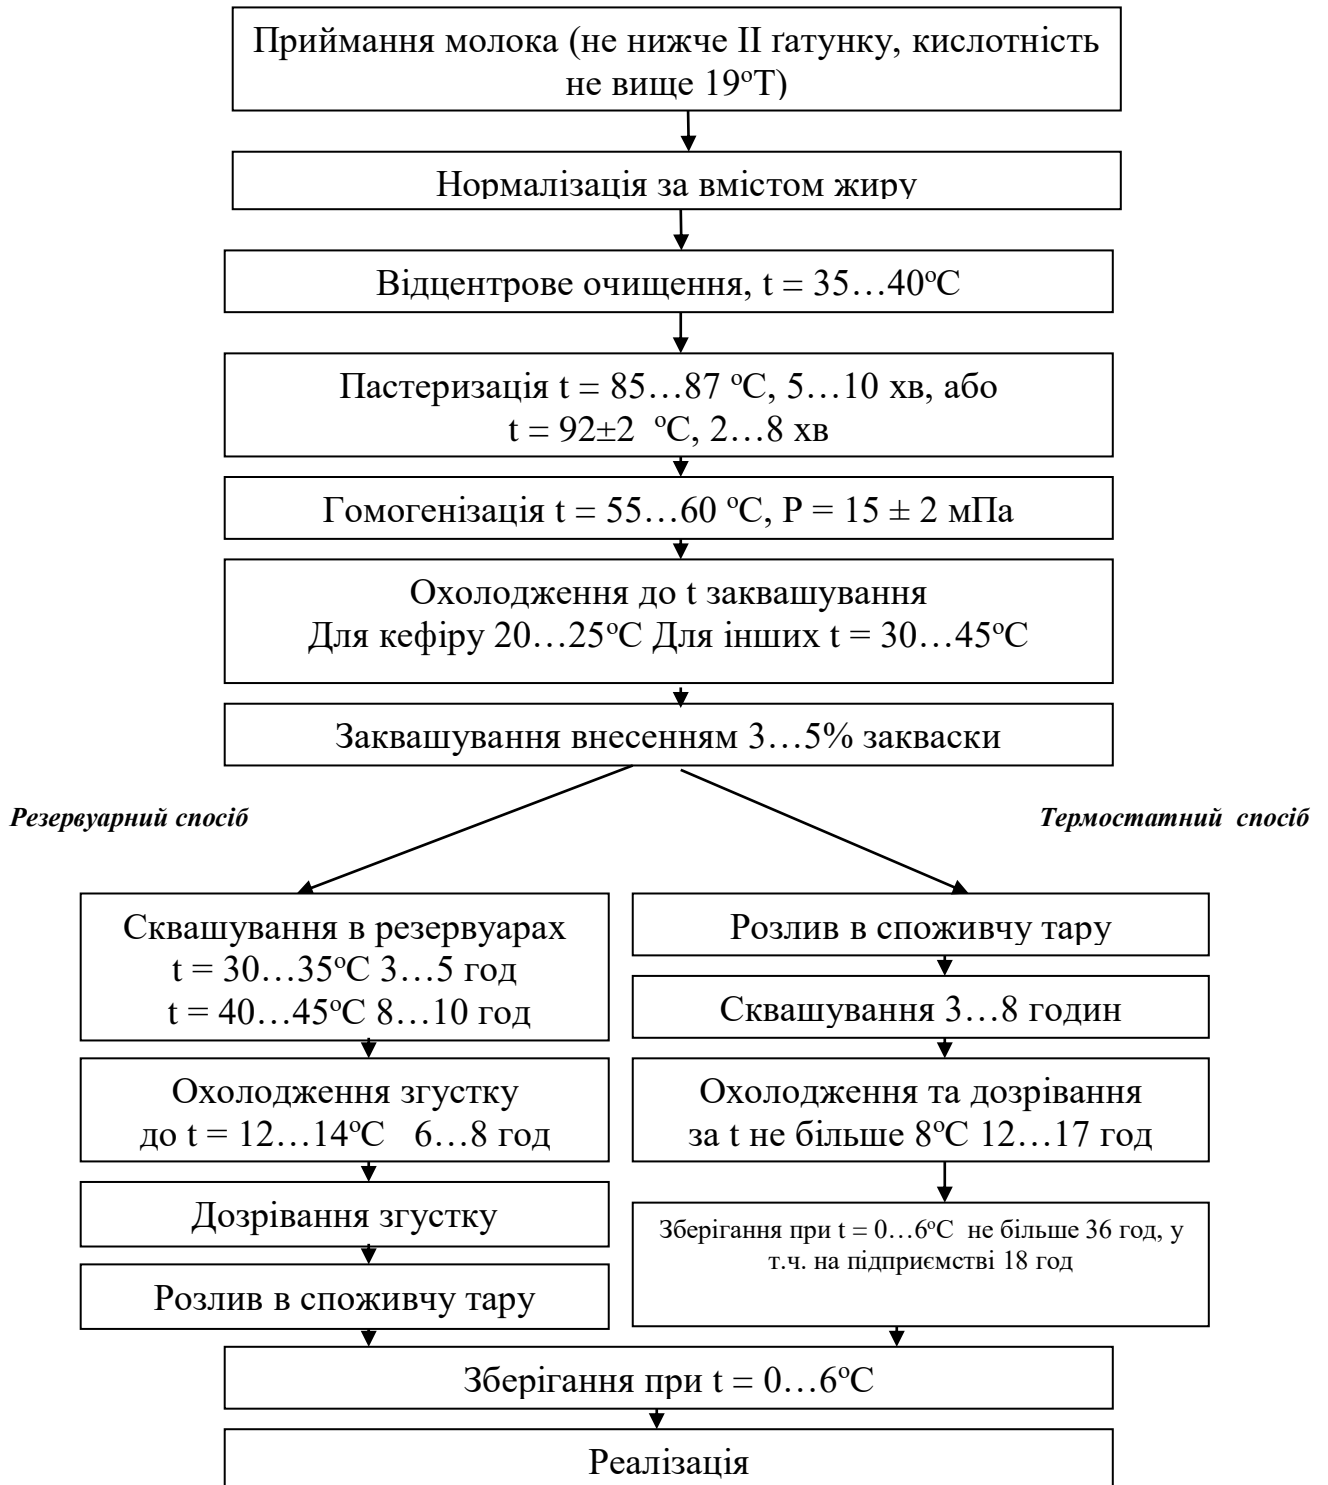 Приймання молока (не нижче ІІ ґатунку, кислотність
не вище 19ºТ)
Нормалізація за вмістом жиру
Відцентрове очищення, t = 35…40ºС
Пастеризація t = 85…87 ºС, 5…10 хв, або
t = 92±2 ºС, 2…8 хв
Гомогенізація t = 55…60 ºС, Р = 15 ± 2 мПа
Охолодження до t заквашування
Для кефіру 20…25ºС Для інших t = 30…45ºС
Заквашування внесенням 3…5% закваски
Резервуарний спосіб
Термостатний спосіб
Сквашування в резервуарах
t = 30…35ºС 3…5 год
t = 40…45ºС 8…10 год
Охолодження згустку
до t = 12…14ºС 6…8 год
Дозрівання згустку
Розлив в споживчу тару
Розлив в споживчу тару
Сквашування 3…8 годин
Охолодження та дозрівання
за t не більше 8ºС 12…17 год
Зберігання при t = 0…6ºС не більше 36 год, у
т.ч. на підприємстві 18 год
Зберігання при t = 0…6ºС
Реалізація